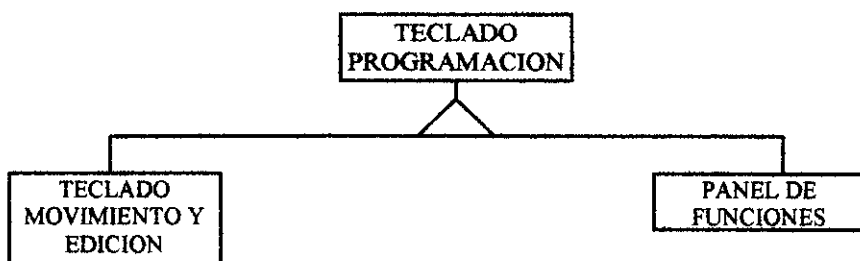 TECLADO
PROGRAMACION
TECLADO
MOVIMIENTO Y
EDICION
PANEL DE
FUNCIONES